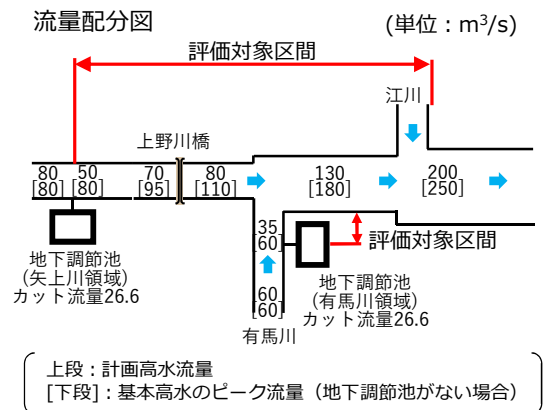 流量配分図
(単位：m³/s)
評価対象区間
江川
上野川橋
80 50 70 80 130 200
[80] [80] [95] [110] [180] [250]
35
[60]
評価対象区間
地下調節池
(矢上川領域)
カット流量26.6
地下調節池
(有馬川領域)
カット流量26.6
60
[60]
有馬川
上段：計画高水流量
[下段]：基本高水のピーク流量（地下調節池がない場合）